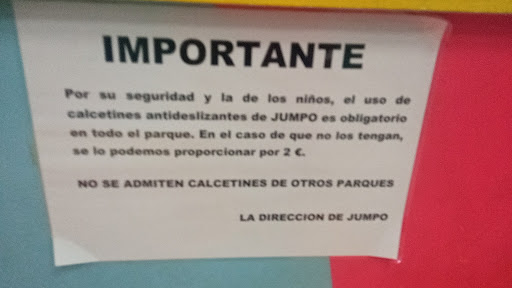 IMPORTANTE
Por su seguridad y la de los niños, el uso de
calcetines antideslizantes de JUMPO es obligatorio
en todo el parque. En el caso de que no los tengan,
se lo podemos proporcionar por 2 €.
NO SE ADMITEN CALCETINES DE OTROS PARQUES
LA DIRECCION DE JUMPO